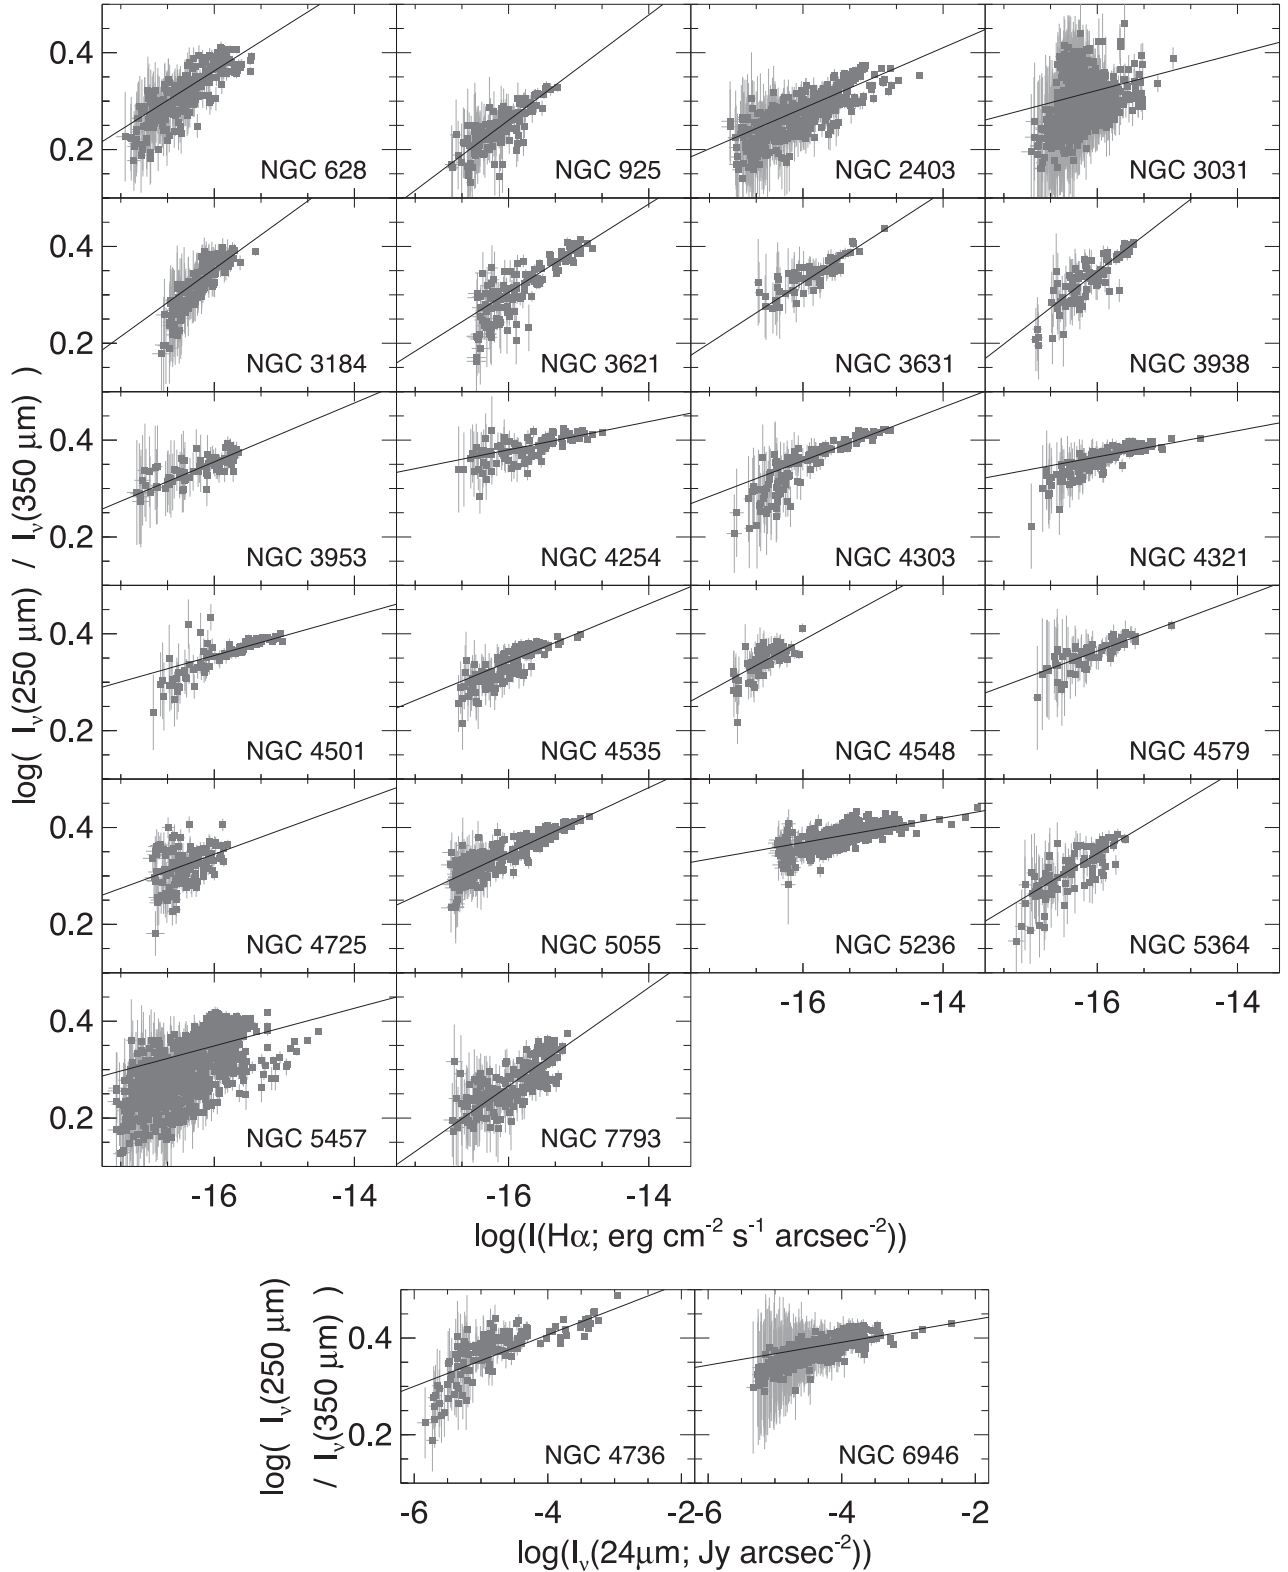 0.4
0.2
NGC 628
NGC 925
NGC 2403
NGC 3031
0.4
0.2
NGC 3184
NGC 3621
NGC 3631
NGC 3938
0.4
0.2
NGC 3953
NGC 4254
NGC 4303
NGC 4321
log( Iν(250 μm) / Iν(350 μm) )
0.4
0.2
NGC 4501
NGC 4535
NGC 4548
NGC 4579
0.4
0.2
NGC 4725
NGC 5055
NGC 5236
NGC 5364
-16 -14 -16 -14
0.4
0.2
NGC 5457
NGC 7793
-16 -14 -16 -14
log(I(Hα; erg cm-2 s-1 arcsec-2))
log( Iν(250 μm)
/ Iν(350 μm) )
0.4
0.2
NGC 4736
NGC 6946
-6 -4 -2 -6 -4 -2
log(Iν(24μm; Jy arcsec-2))